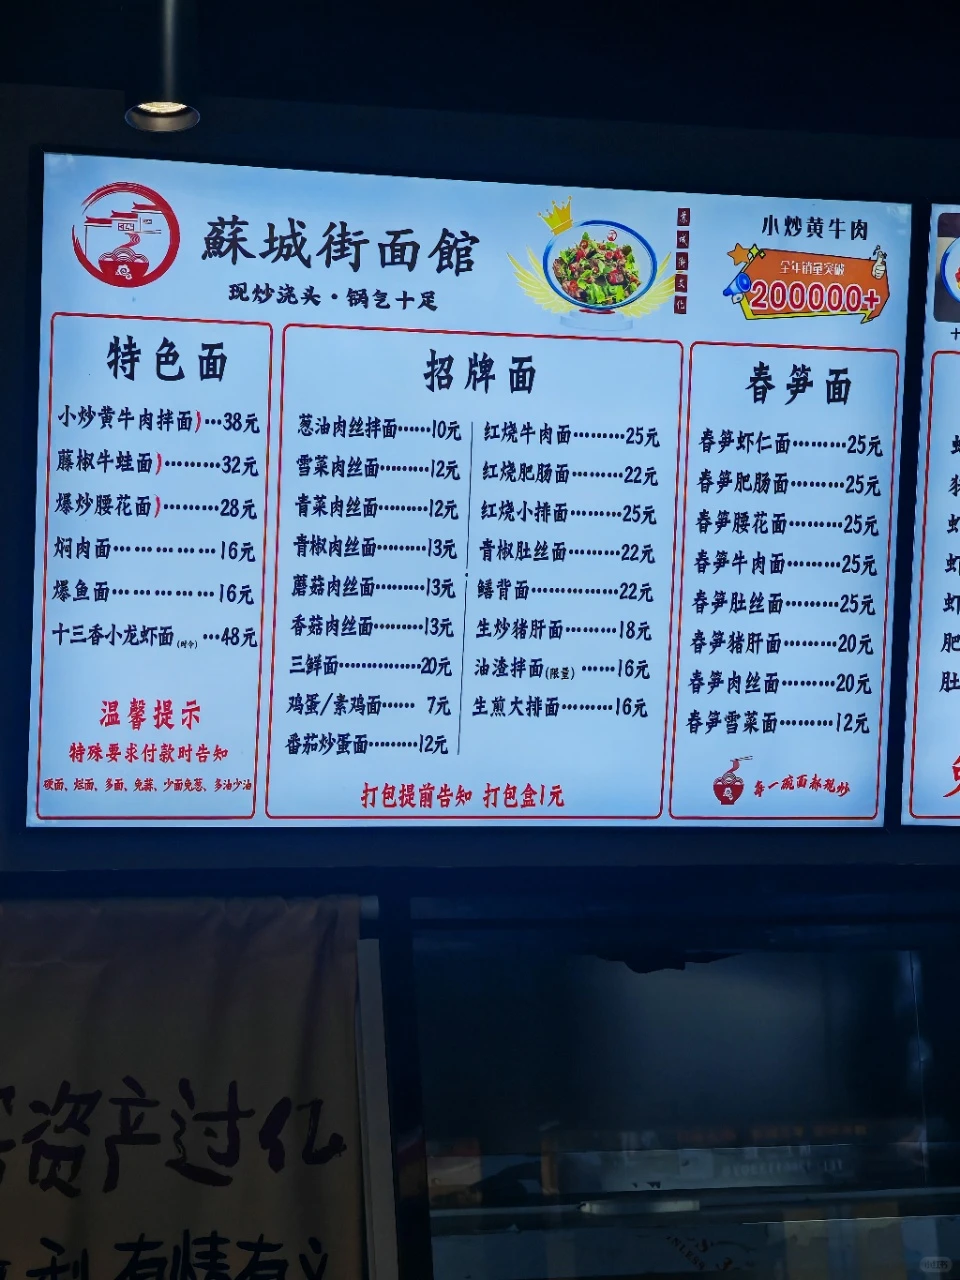 蘇城街面館
现炒浇头·锅气十足
苏城街文化
小炒黄牛肉
全年销量突破
200000+
特色面
小炒黄牛肉拌面)···38元
藤椒牛蛙面)·········32元
爆炒腰花面)·········28元
焖肉面·················16元
爆鱼面·················16元
十三香小龙虾面(时令)···48元
温馨提示
特殊要求付款时告知
硬面、烂面、多面、免蒜、少面免葱、多油少油
招牌面
葱油肉丝拌面······10元
雪菜肉丝面·········12元
青菜肉丝面·········12元
青椒肉丝面·········13元
蘑菇肉丝面·········13元
香菇肉丝面·········13元
三鲜面···············20元
鸡蛋/素鸡面······ 7元
番茄炒蛋面·········12元
红烧牛肉面·········25元
红烧肥肠面·········22元
红烧小排面·········25元
青椒肚丝面·········22元
鳝背面···············22元
生炒猪肝面·········18元
油渣拌面(限量)······16元
生煎大排面·········16元
打包提前告知 打包盒1元
春笋面
春笋虾仁面·········25元
春笋肥肠面·········25元
春笋腰花面·········25元
春笋牛肉面·········25元
春笋肚丝面·········25元
春笋猪肝面·········20元
春笋肉丝面·········20元
春笋雪菜面·········12元
每一碗面都现炒
资产过亿
有情有义